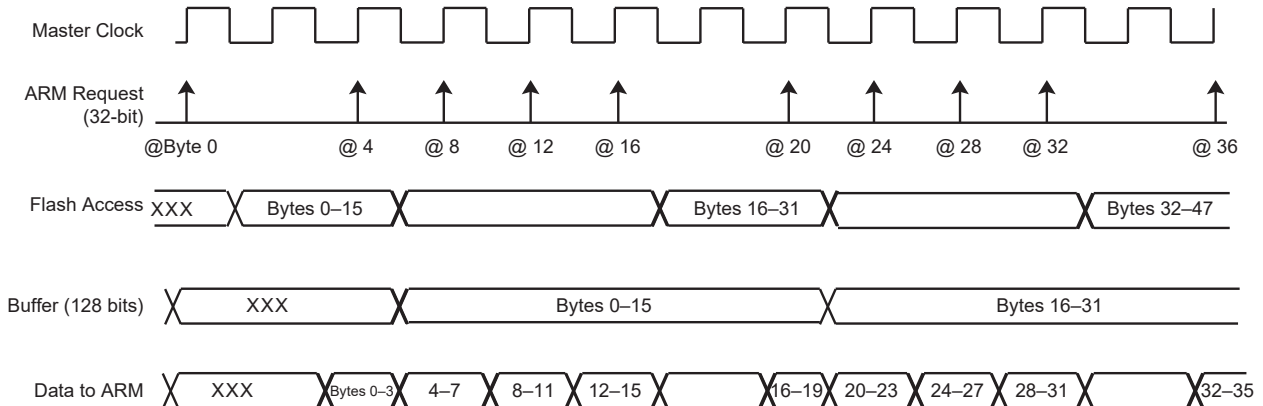 Master Clock
ARM Request
(32-bit)
@Byte 0 @ 4 @ 8 @ 12 @ 16 @ 20 @ 24 @ 28 @ 32 @ 36
Flash Access XXX Bytes 0–15 Bytes 16–31 Bytes 32–47
Buffer (128 bits) XXX Bytes 0–15 Bytes 16–31
Data to ARM XXX Bytes 0–3 4–7 8–11 12–15 16–19 20–23 24–27 28–31 32–35